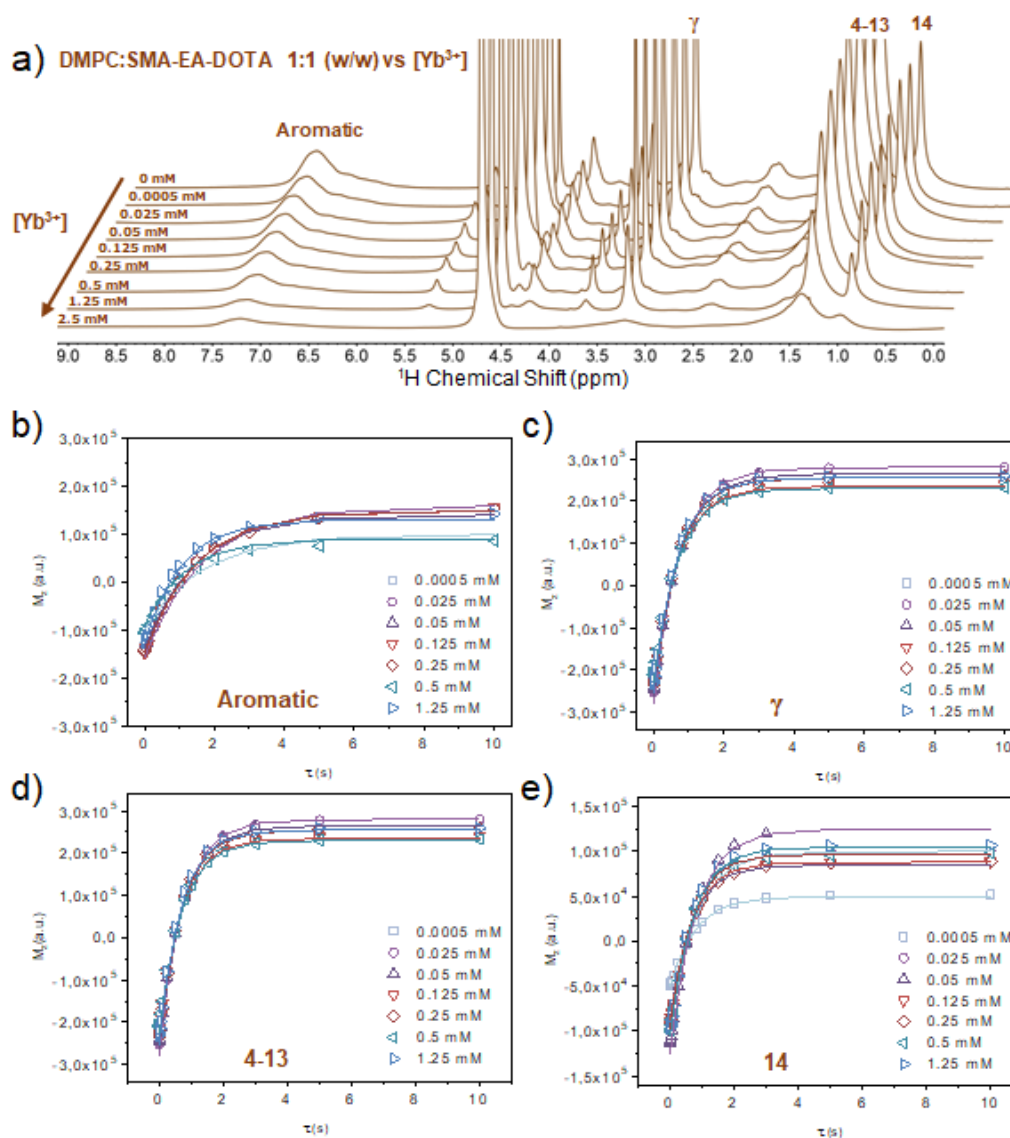 γ 4-13 14
a) DMPC:SMA-EA-DOTA 1:1 (w/w) vs [Yb³⁺]
Aromatic
[Yb³⁺]
0 mM
0.0005 mM
0.025 mM
0.05 mM
0.125 mM
0.25 mM
0.5 mM
1.25 mM
2.5 mM
9.0 8.5 8.0 7.5 7.0 6.5 6.0 5.5 5.0 4.5 4.0 3.5 3.0 2.5 2.0 1.5 1.0 0.5 0.0
¹H Chemical Shift (ppm)
b)
3,0x10⁵
2,0x10⁵
1,0x10⁵
0,0
-1,0x10⁵
-2,0x10⁵
-3,0x10⁵
M_z (a.u.)
0.0005 mM
0.025 mM
0.05 mM
0.125 mM
0.25 mM
0.5 mM
1.25 mM
Aromatic
0 2 4 6 8 10
τ (s)
c)
3,0x10⁵
2,0x10⁵
1,0x10⁵
0,0
-1,0x10⁵
-2,0x10⁵
-3,0x10⁵
M_z (a.u.)
0.0005 mM
0.025 mM
0.05 mM
0.125 mM
0.25 mM
0.5 mM
1.25 mM
γ
0 2 4 6 8 10
τ (s)
d)
3,0x10⁵
2,0x10⁵
1,0x10⁵
0,0
-1,0x10⁵
-2,0x10⁵
-3,0x10⁵
M_z (a.u.)
0.0005 mM
0.025 mM
0.05 mM
0.125 mM
0.25 mM
0.5 mM
1.25 mM
4-13
0 2 4 6 8 10
τ (s)
e)
1,5x10⁵
1,0x10⁵
5,0x10⁴
0,0
-5,0x10⁴
-1,0x10⁵
-1,5x10⁵
M_z (a.u.)
0.0005 mM
0.025 mM
0.05 mM
0.125 mM
0.25 mM
0.5 mM
1.25 mM
14
0 2 4 6 8 10
τ (s)